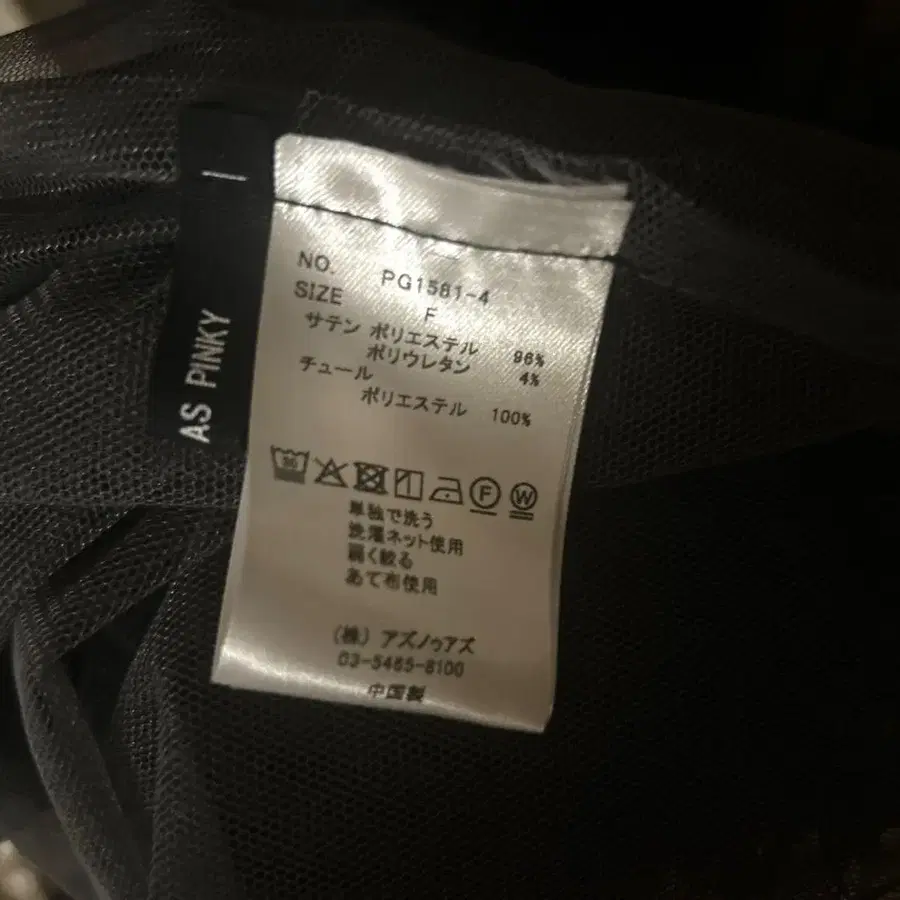 AS PINKY
NO. PG1581-4
SIZE F
サテン ポリエステル 96%
ポリウレタン 4%
チュール
ポリエステル 100%
30
F W
単独で洗う
洗濯ネット使用
弱く絞る
あて布使用
(株) アズノゥアズ
03-5465-8100
中国製